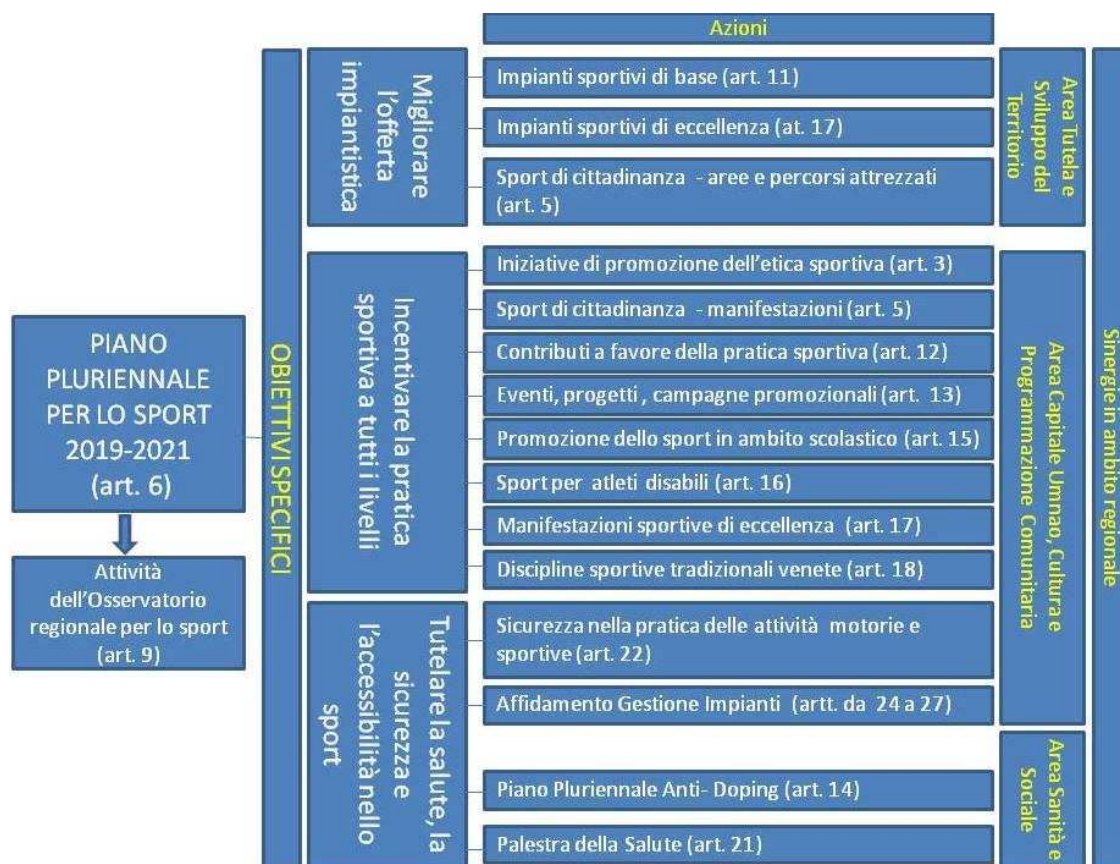 Azioni
PIANO
PLURIENNALE
PER LO SPORT
2019-2021
(art. 6)
Attività
dell'Osservatorio
regionale per lo sport
(art. 9)
OBIETTIVI SPECIFICI
Migliorare
l'offerta
impiantistica
Impianti sportivi di base (art. 11)
Impianti sportivi di eccellenza (at. 17)
Sport di cittadinanza - aree e percorsi attrezzati
(art. 5)
Area Tutela e
Sviluppo del
Territorio
Incentivare la pratica
sportiva a tutti i livelli
Iniziative di promozione dell'etica sportiva (art. 3)
Sport di cittadinanza - manifestazioni (art. 5)
Contributi a favore della pratica sportiva (art. 12)
Eventi, progetti , campagne promozionali (art. 13)
Promozione dello sport in ambito scolastico (art. 15)
Sport per atleti disabili (art. 16)
Manifestazioni sportive di eccellenza (art. 17)
Discipline sportive tradizionali venete (art. 18)
Area Capitale Umnao, Cultura e
Programmazione Comunitaria
Tutelare la salute, la
sicurezza e
l'accessibilità nello
sport
Sicurezza nella pratica delle attività motorie e
sportive (art. 22)
Affidamento Gestione Impianti (artt. da 24 a 27)
Piano Pluriennale Anti- Doping (art. 14)
Palestra della Salute (art. 21)
Area Sanità e
Sociale
Sinergie in ambito regionale